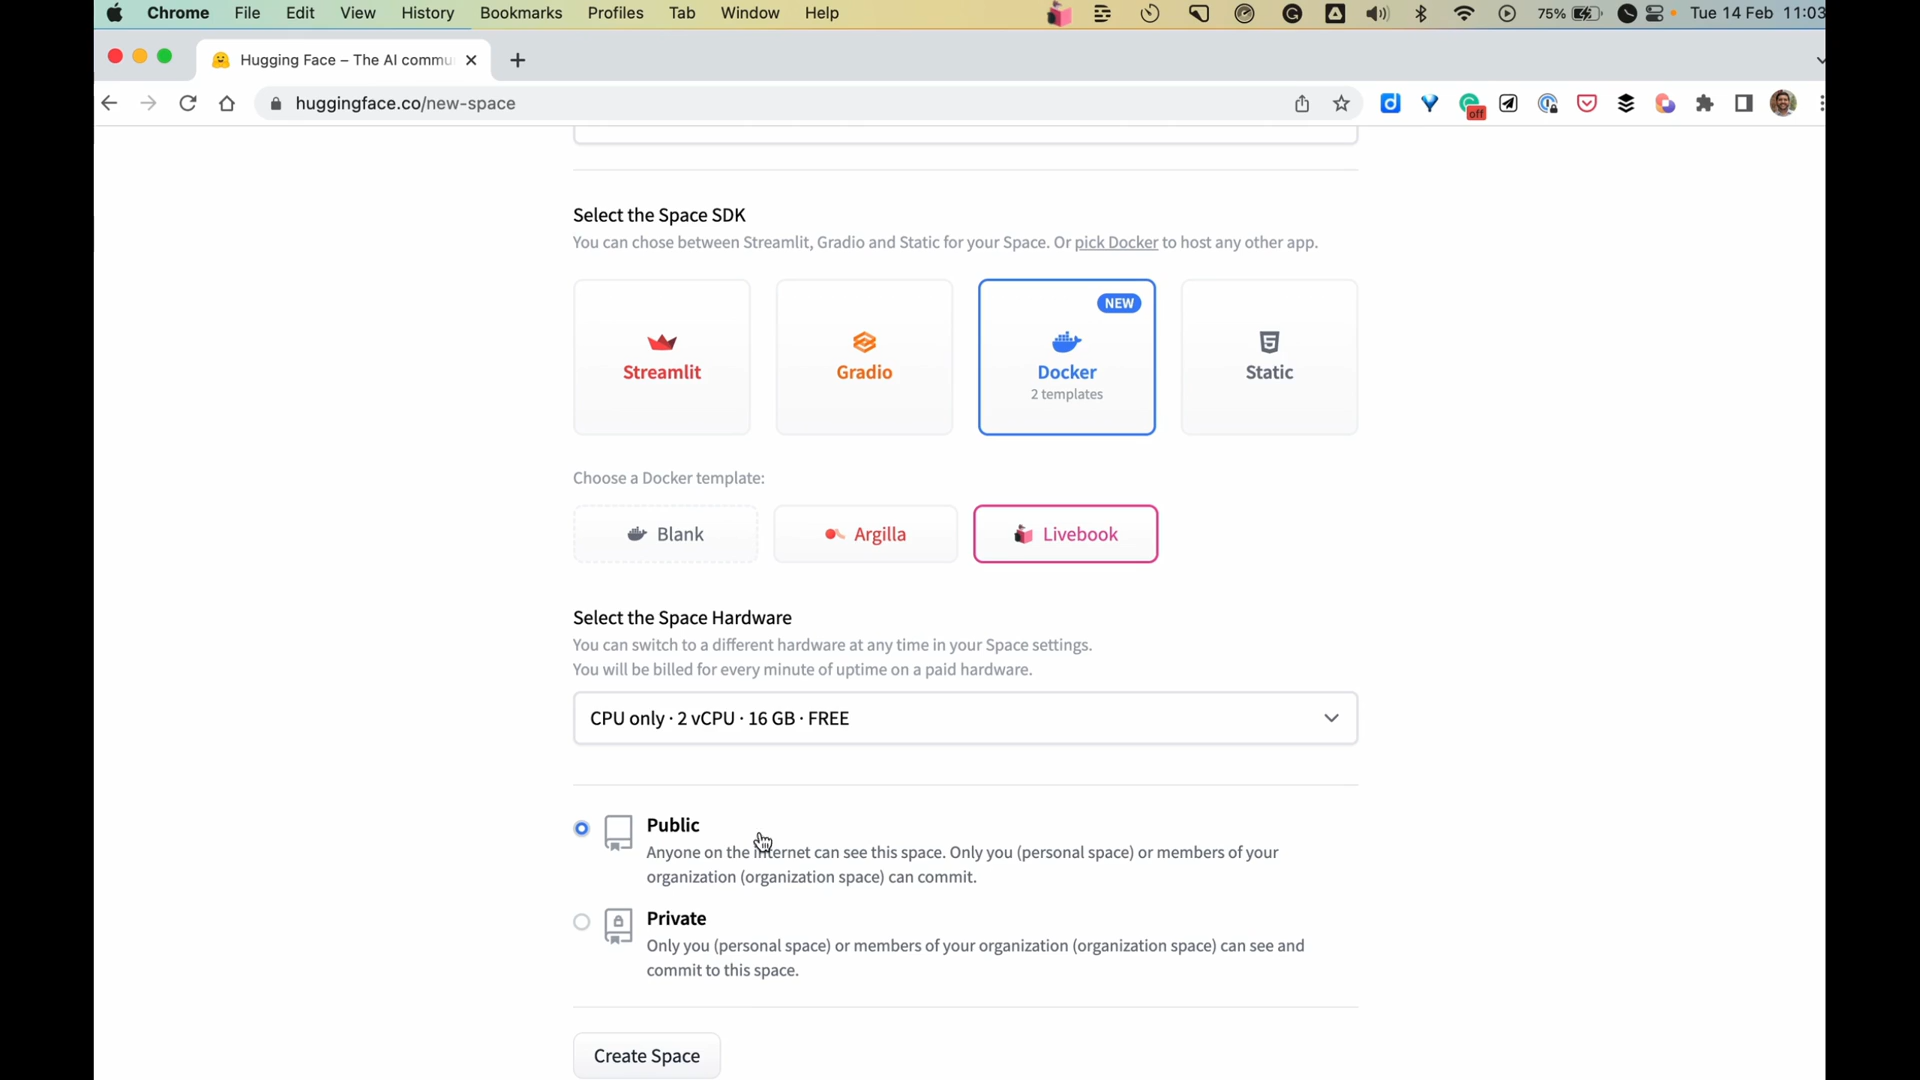 Chrome File Edit View History Bookmarks Profiles Tab Window Help 75% Tue 14 Feb 11:03
Hugging Face – The AI commu
huggingface.co/new-space
off
Select the Space SDK
You can chose between Streamlit, Gradio and Static for your Space. Or pick Docker to host any other app.
NEW
Streamlit
Gradio
Docker
Static
2 templates
Choose a Docker template:
Blank
Argilla
Livebook
Select the Space Hardware
You can switch to a different hardware at any time in your Space settings.
You will be billed for every minute of uptime on a paid hardware.
CPU only · 2 vCPU · 16 GB · FREE
Public
Anyone on the internet can see this space. Only you (personal space) or members of your
organization (organization space) can commit.
Private
Only you (personal space) or members of your organization (organization space) can see and
commit to this space.
Create Space